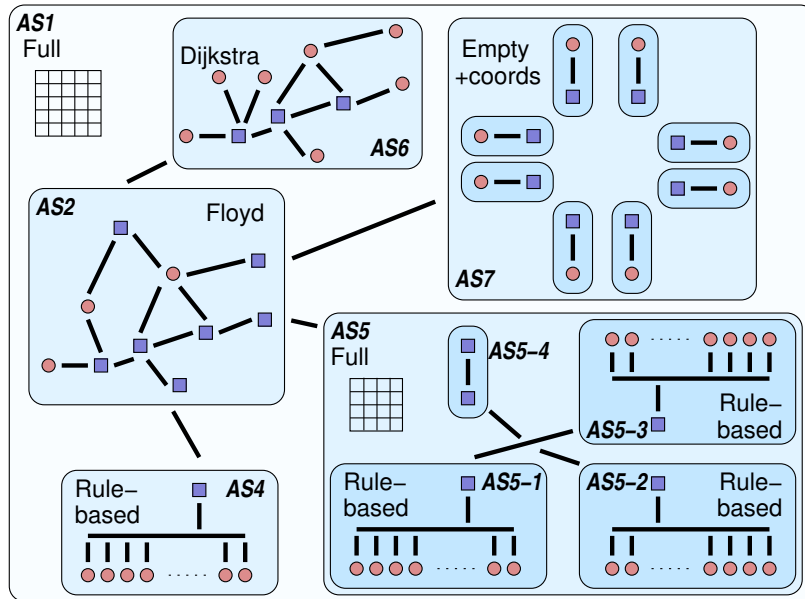 AS1
Full
Dijkstra
AS6
Empty
+coords
AS7
AS2
Floyd
AS5
Full
AS5–4
AS5–3
Rule–
based
AS4
Rule–
based
AS5–1
Rule–
based
AS5–2
Rule–
based